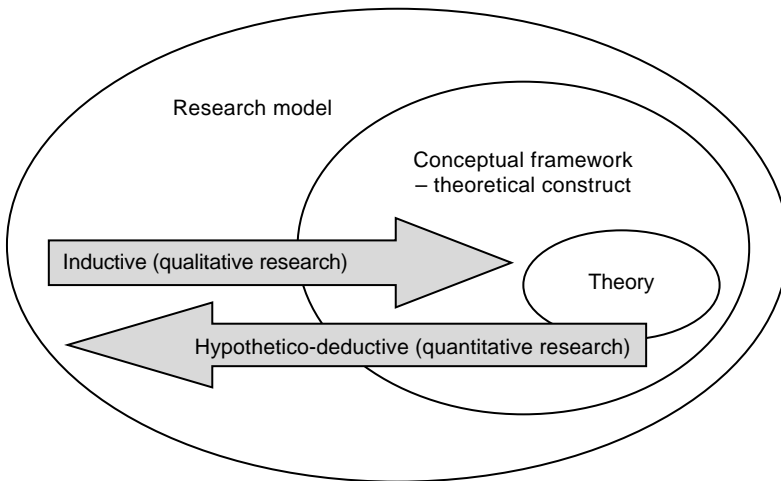 Research model
Conceptual framework
– theoretical construct
Inductive (qualitative research)
Theory
Hypothetico-deductive (quantitative research)